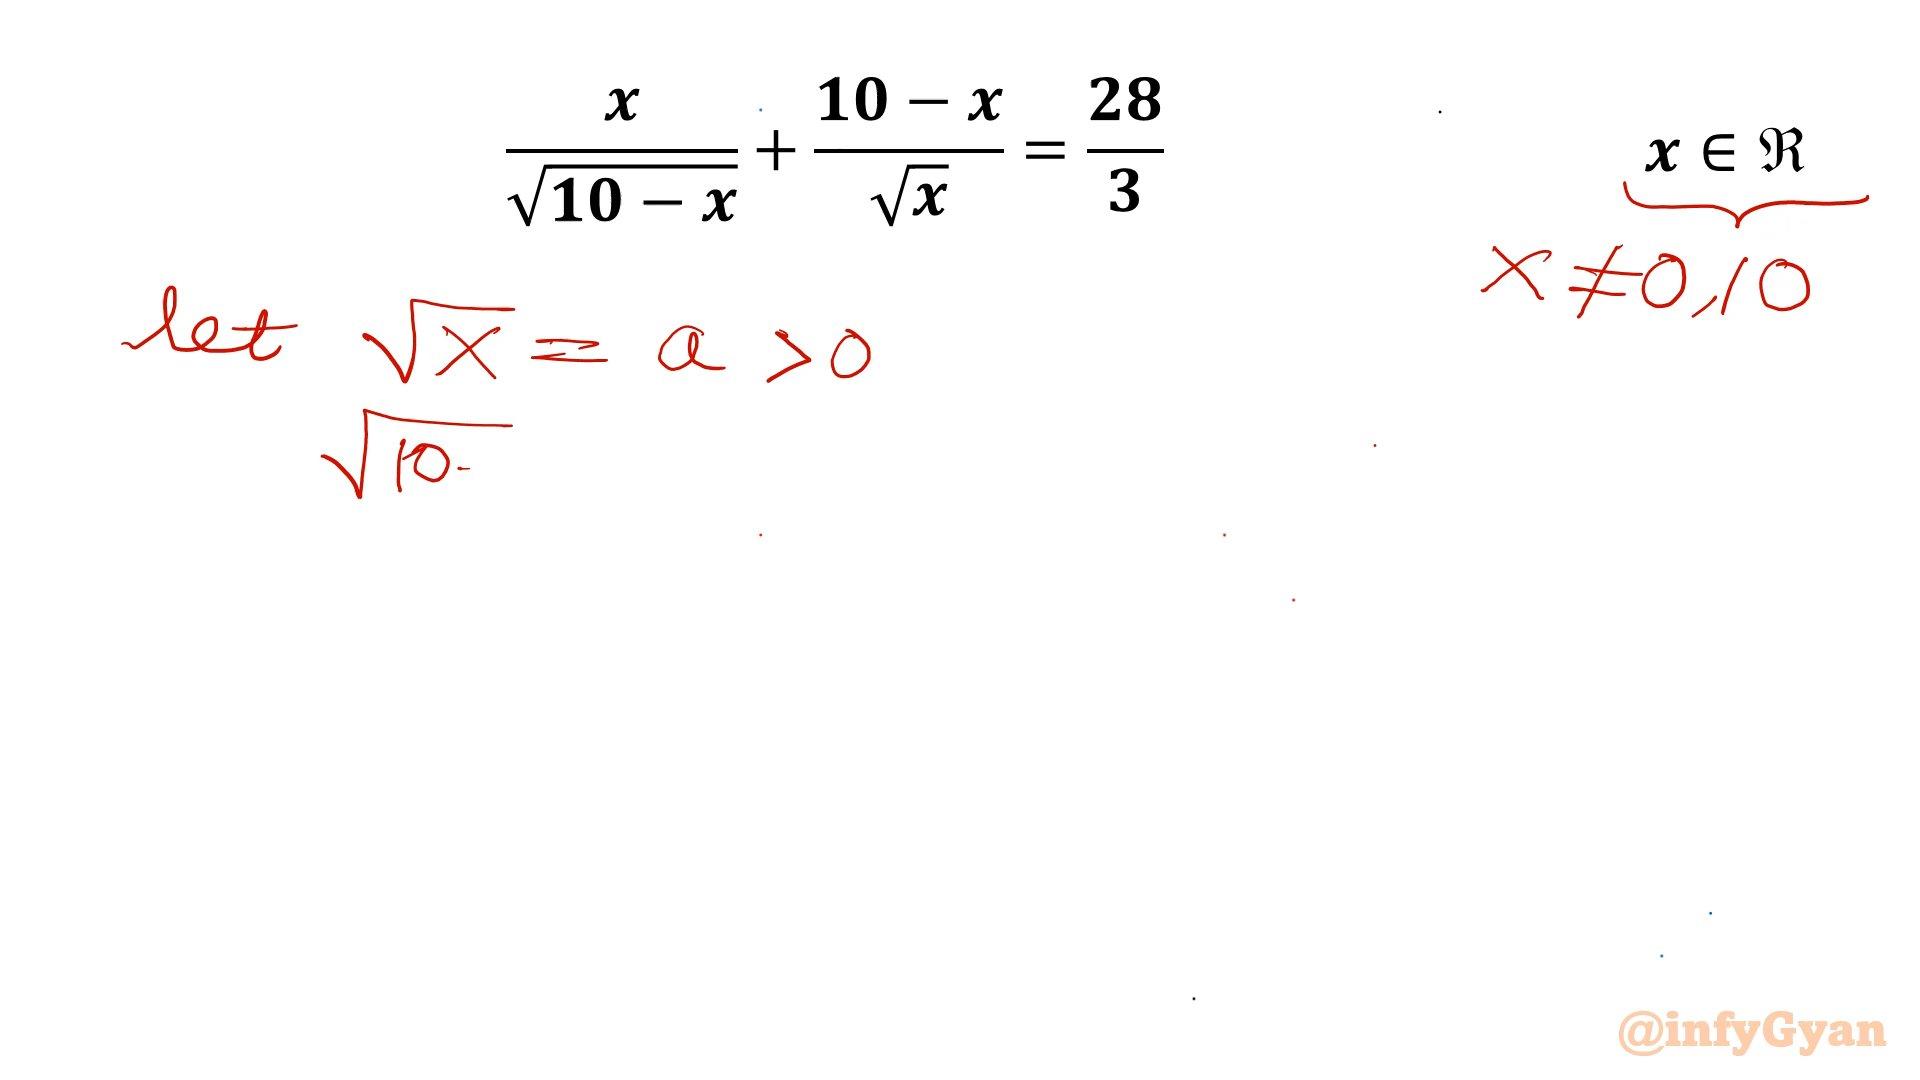 x/√(10 − x) + (10 − x)/√x = 28/3
x ∈ ℜ
x ≠ 0, 10
let √x = a > 0
√10 -
@infyGyan